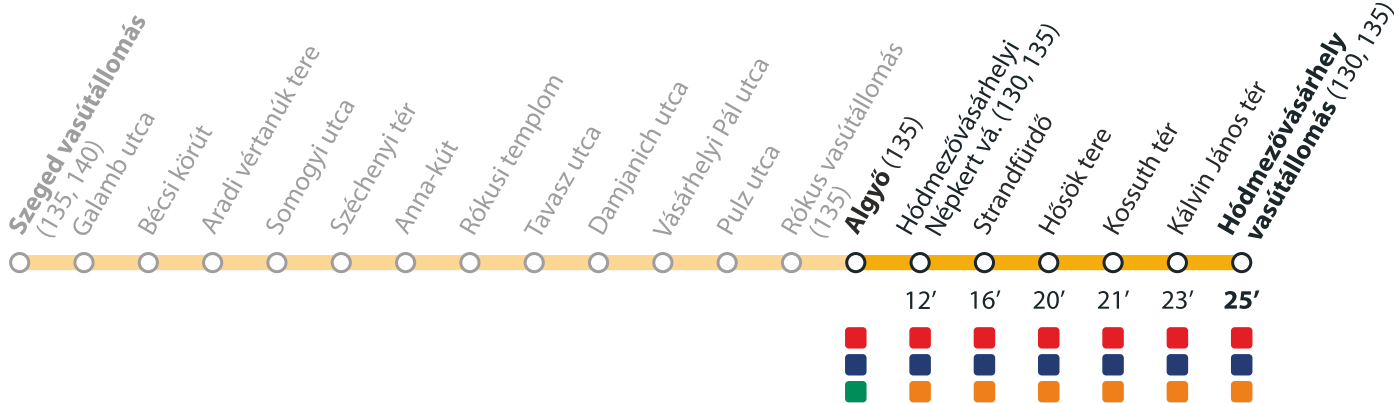 Szeged vasútállomás
(135, 140)
Galamb utca
Bécsi körút
Aradi vértanúk tere
Somogyi utca
Széchenyi tér
Anna-kút
Rókusi templom
Tavasz utca
Damjanich utca
Vásárhelyi Pál utca
Pulz utca
Rókus vasútállomás
(135)
Algyő (135)
Hódmezővásárhelyi
Népkert vá. (130, 135)
Strandfürdő
Hősök tere
Kossuth tér
Kálvin János tér
Hódmezővásárhely
vasútállomás (130, 135)
12’ 16’ 20’ 21’ 23’ 25’